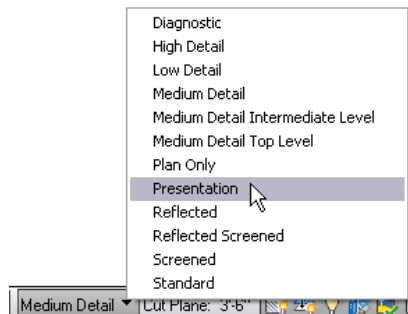 Diagnostic
High Detail
Low Detail
Medium Detail
Medium Detail Intermediate Level
Medium Detail Top Level
Plan Only
Presentation
Reflected
Reflected Screened
Screened
Standard
Medium Detail Cut Plane: 3'-6"